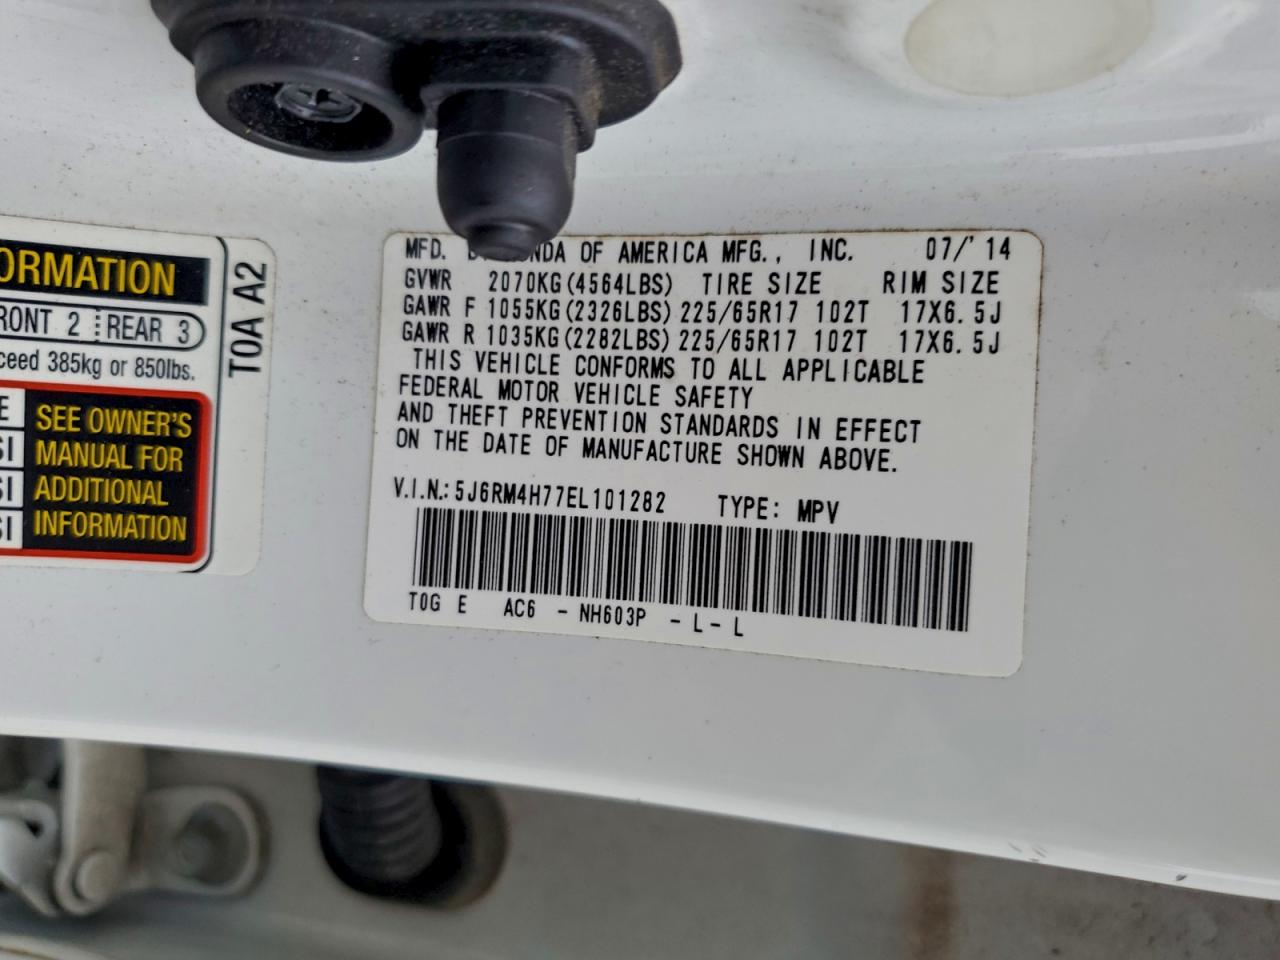 ORMATION
RONT 2 REAR 3
ceed 385kg or 850lbs.
SEE OWNER'S
MANUAL FOR
ADDITIONAL
INFORMATION
T0A A2
MFD. OF AMERICA MFG., INC. 07/'14
GVWR 2070KG(4564LBS) TIRE SIZE RIM SIZE
GAWR F 1055KG(2326LBS) 225/65R17 102T 17X6.5J
GAWR R 1035KG(2282LBS) 225/65R17 102T 17X6.5J
THIS VEHICLE CONFORMS TO ALL APPLICABLE
FEDERAL MOTOR VEHICLE SAFETY
AND THEFT PREVENTION STANDARDS IN EFFECT
ON THE DATE OF MANUFACTURE SHOWN ABOVE.
V.I.N.: 5J6RM4H77EL101282 TYPE: MPV
T0G E AC6 - NH603P - L - L